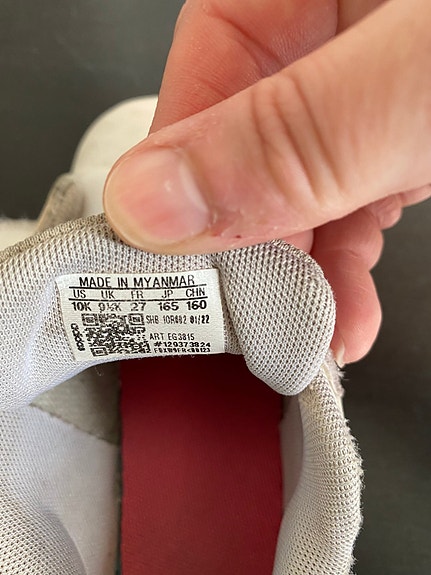 MADE IN MYANMAR
US UK FR JP CHN
10K 9½K 27 165 160
SHB 10R482 01/22
ART EG3815
#129373824